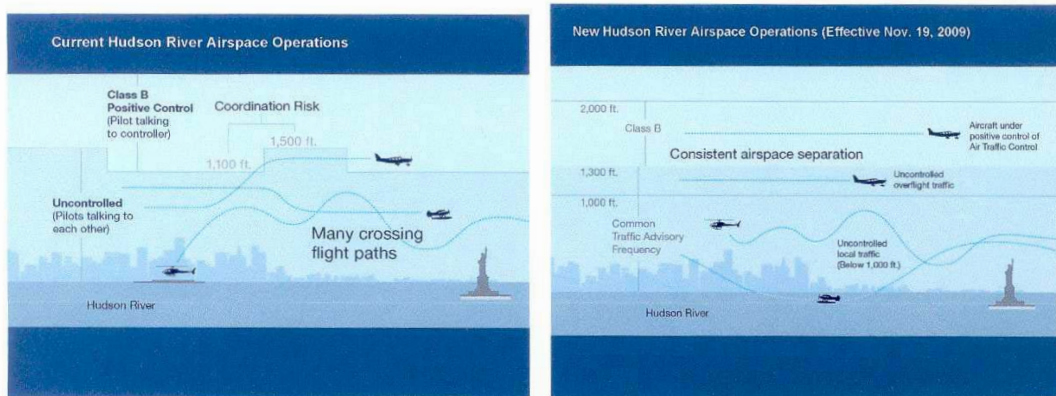 Current Hudson River Airspace Operations
Class B
Positive Control
(Pilot talking
to controller)
Coordination Risk
1,500 ft.
1,100 ft.
Uncontrolled
(Pilots talking to
each other)
Many crossing
flight paths
Hudson River
New Hudson River Airspace Operations (Effective Nov. 19, 2009)
2,000 ft.
Class B
Aircraft under
positive control of
Air Traffic Control
Consistent airspace separation
1,300 ft.
Uncontrolled
overflight traffic
1,000 ft.
Common
Traffic Advisory
Frequency
Uncontrolled
local traffic
(Below 1,000 ft.)
Hudson River